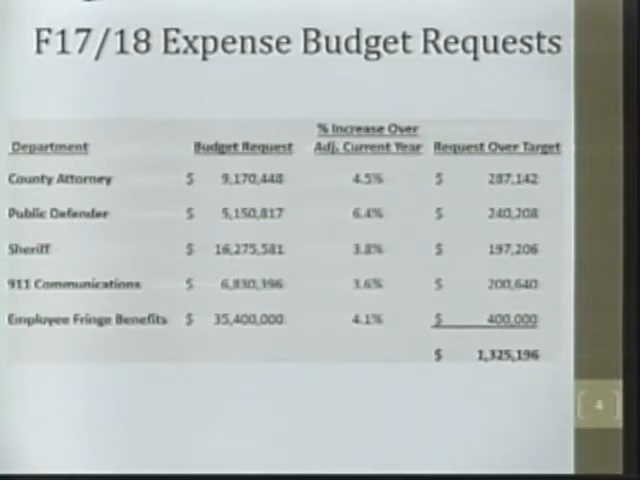 F17/18 Expense Budget Requests
% Increase Over
Department Budget Request Adj. Current Year Request Over Target
County Attorney $ 9,170,448 4.5% $ 287,142
Public Defender $ 5,150,817 6.4% $ 240,208
Sheriff $ 16,275,581 3.8% $ 197,206
911 Communications $ 6,830,396 3.6% $ 200,640
Employee Fringe Benefits $ 35,400,000 4.1% $ 400,000
$ 1,325,196
4